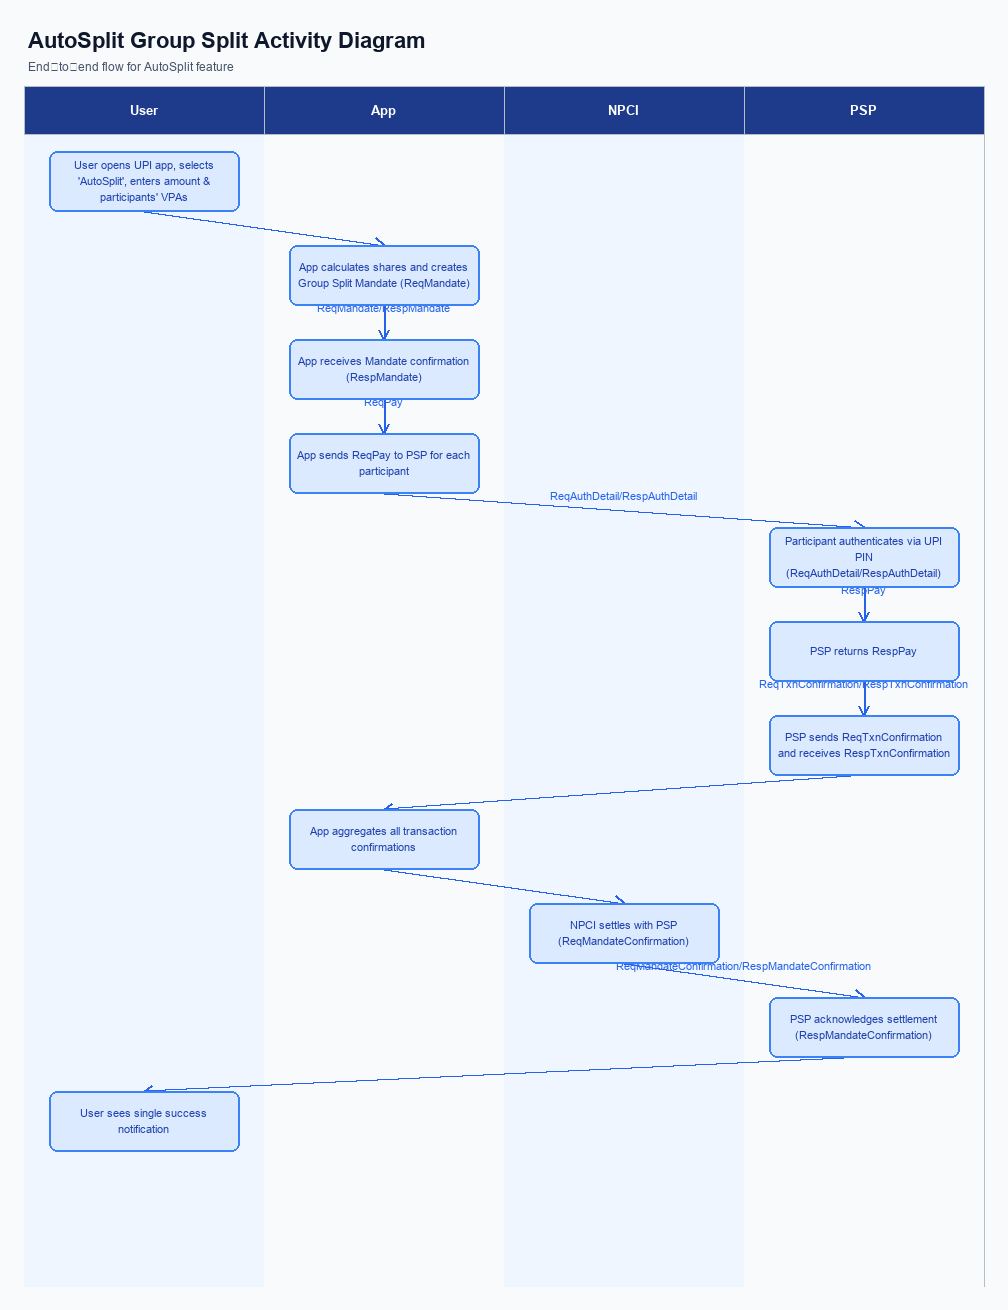 AutoSplit Group Split Activity Diagram
End□to□end flow for AutoSplit feature
User
App
NPCI
PSP
User opens UPI app, selects
'AutoSplit', enters amount &
participants' VPAs
App calculates shares and creates
Group Split Mandate (ReqMandate)
ReqMandate/RespMandate
App receives Mandate confirmation
(RespMandate)
ReqPay
App sends ReqPay to PSP for each
participant
ReqAuthDetail/RespAuthDetail
Participant authenticates via UPI
PIN
(ReqAuthDetail/RespAuthDetail)
RespPay
PSP returns RespPay
ReqTxnConfirmation/RespTxnConfirmation
PSP sends ReqTxnConfirmation
and receives RespTxnConfirmation
App aggregates all transaction
confirmations
NPCI settles with PSP
(ReqMandateConfirmation)
ReqMandateConfirmation/RespMandateConfirmation
PSP acknowledges settlement
(RespMandateConfirmation)
User sees single success
notification